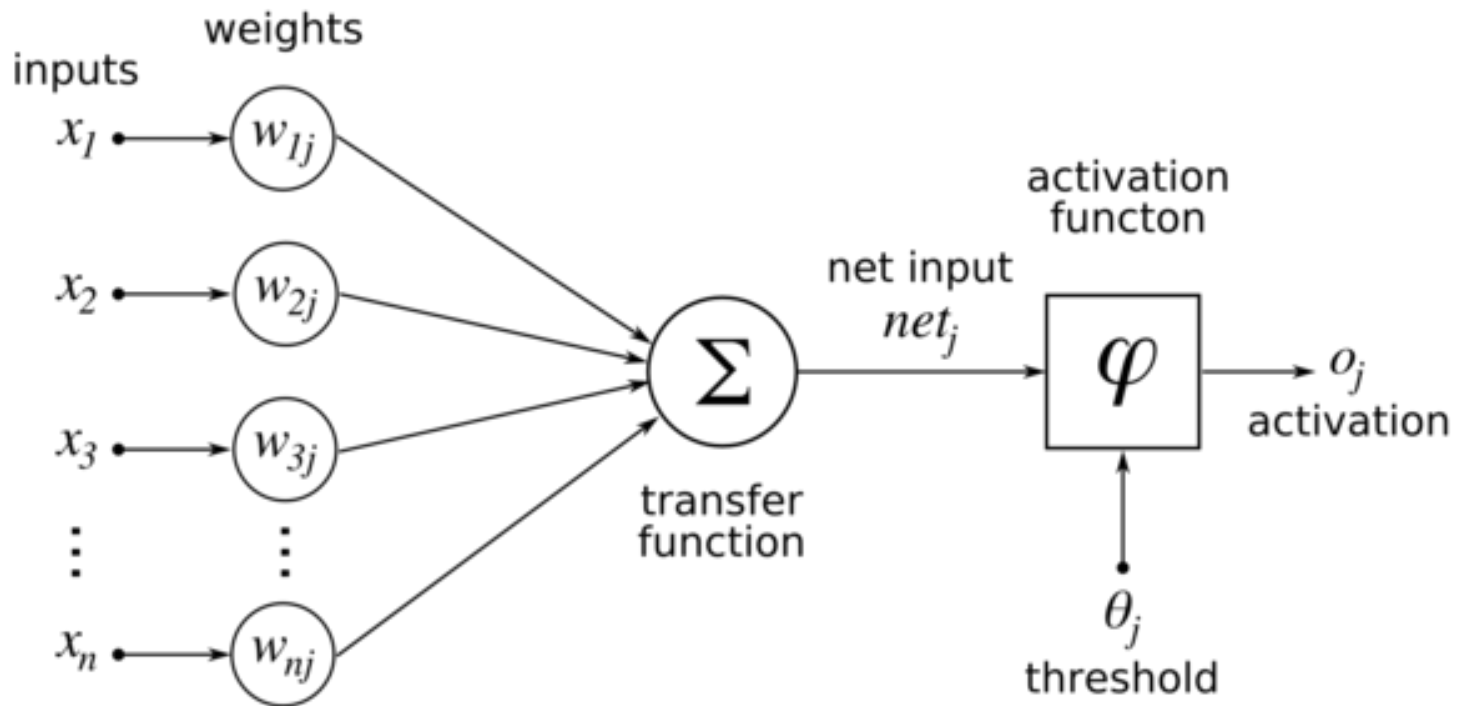 weights
inputs
x1
w1j
x2
w2j
x3
w3j
⋮ ⋮
xn
wnj
Σ
transfer
function
net input
netj
activation
functon
φ
oj
activation
θj
threshold